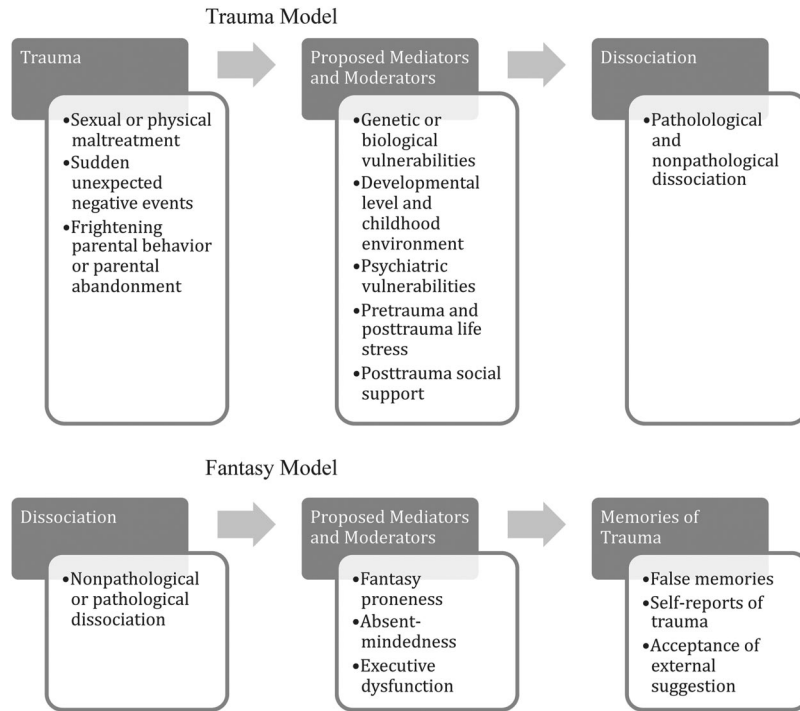 Trauma Model
Trauma
•Sexual or physical
maltreatment
•Sudden
unexpected
negative events
•Frightening
parental behavior
or parental
abandonment
Proposed Mediators
and Moderators
•Genetic or
biological
vulnerabilities
•Developmental
level and
childhood
environment
•Psychiatric
vulnerabilities
•Pretrauma and
posttrauma life
stress
•Posttrauma social
support
Dissociation
•Patholological
and
nonpathological
dissociation
Fantasy Model
Dissociation
•Nonpathological
or pathological
dissociation
Proposed Mediators
and Moderators
•Fantasy
proneness
•Absent-
mindedness
•Executive
dysfunction
Memories of
Trauma
•False memories
•Self-reports of
trauma
•Acceptance of
external
suggestion